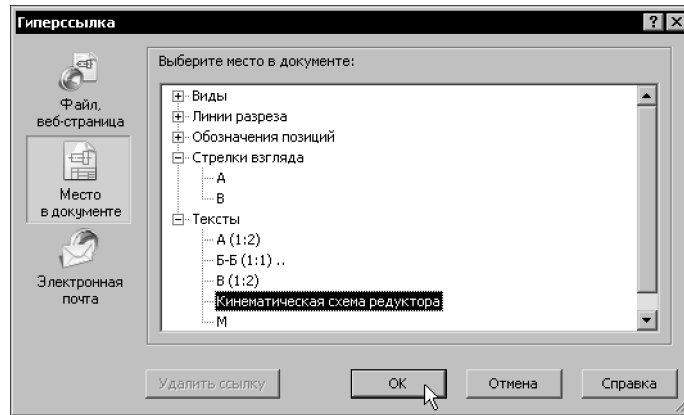 Гиперссылка
Файл,
веб-страница
Место
в документе
Электронная
почта
Выберите место в документе:
Виды
Линии разреза
Обозначения позиций
Стрелки взгляда
А
В
Тексты
А (1:2)
Б-Б (1:1) ..
В (1:2)
Кинематическая схема редуктора
М
Удалить ссылку
ОК
Отмена
Справка